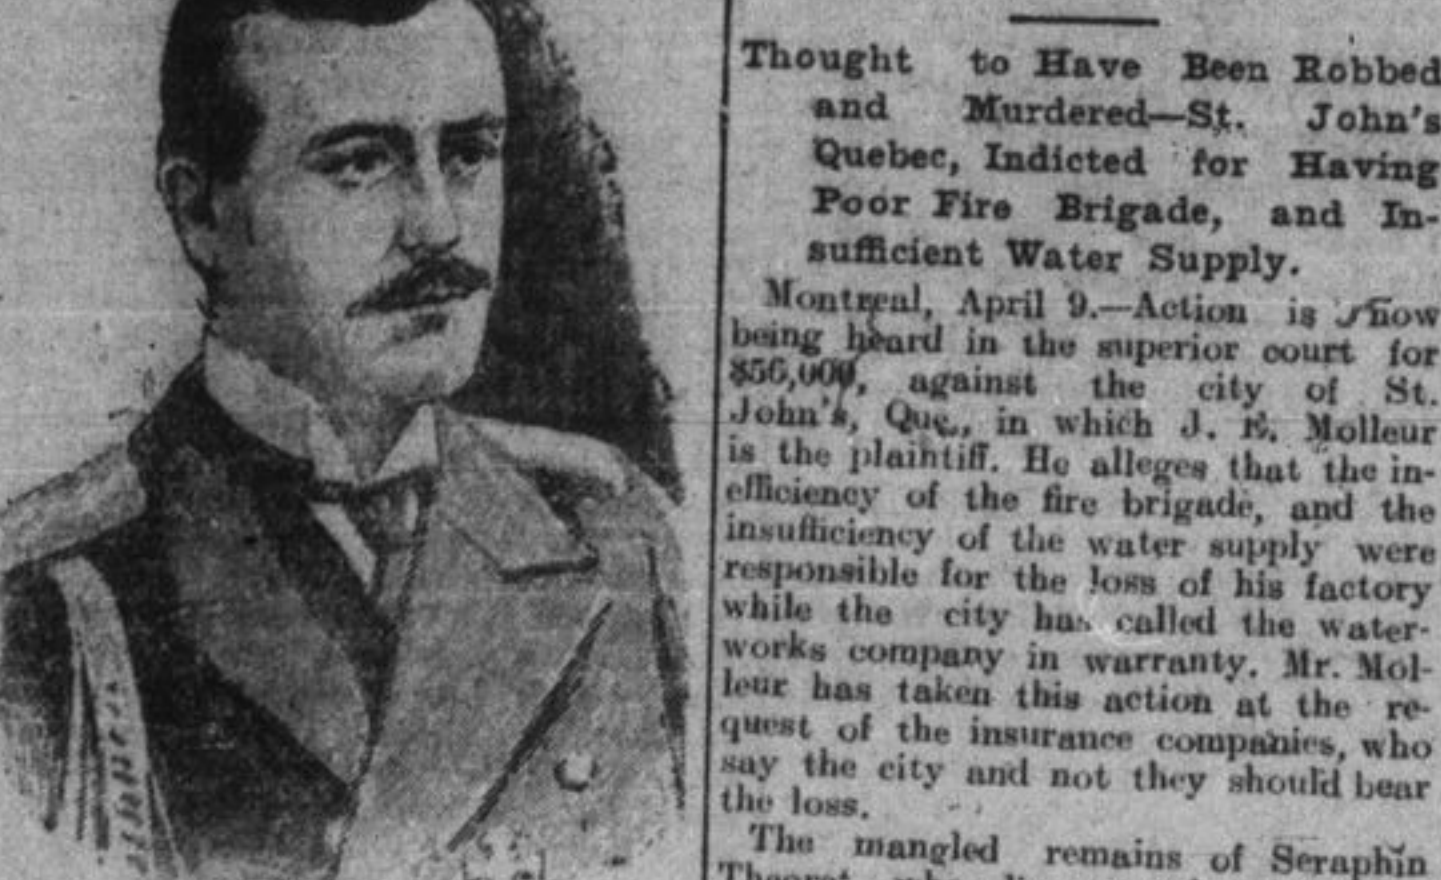 Thought to Have Been Robbed
and Murdered—St. John's
Quebec, Indicted for Having
Poor Fire Brigade, and In-
sufficient Water Supply.
Montreal, April 9.—Action is now
being heard in the superior court for
$56,000, against the city of St.
John's, Que., in which J. E. Molleur
is the plaintiff. He alleges that the in-
efficiency of the fire brigade, and the
insufficiency of the water supply were
responsible for the loss of his factory
while the city has called the water-
works company in warranty. Mr. Mol-
leur has taken this action at the re-
quest of the insurance companies, who
say the city and not they should bear
the loss.
The mangled remains of Seraphin